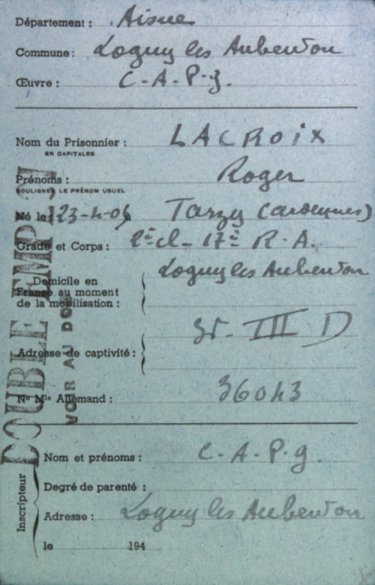 Département : Aisne
Commune : Logny les Aubenton
Œuvre : C-A-P-g.
Nom du Prisonnier : LACROIX
EN CAPITALES
Prénoms : Roger
SOULIGNER LE PRÉNOM USUEL
Né le 23-4-05 Tarzy (Ardennes)
Grade et Corps : 2e cl- 17e R.A.
Domicile en Logny les Aubenton
France au moment
de la mobilisation :
St- III D
Adresse de captivité :
No Mle Allemand : 36043
DOUBLE EMPLOI
VOIR AU DOS
Inscripteur
Nom et prénoms : C-A-P-g.
Degré de parenté :
Adresse : Logny les Aubenton
le 194